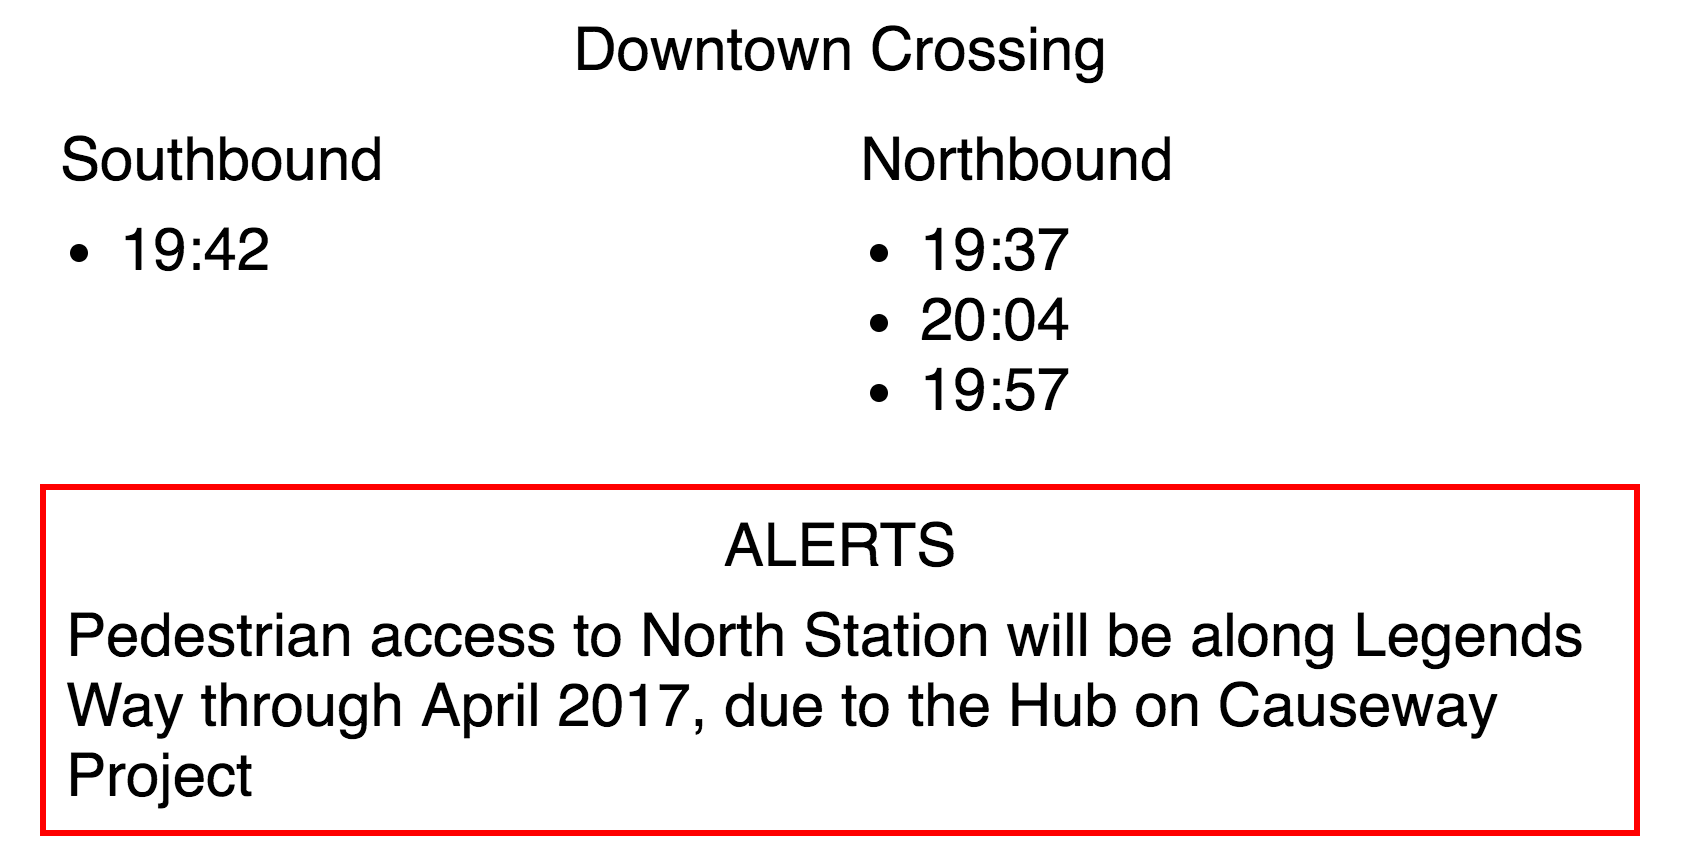 Downtown Crossing
Southbound
• 19:42
Northbound
• 19:37
• 20:04
• 19:57
ALERTS
Pedestrian access to North Station will be along Legends
Way through April 2017, due to the Hub on Causeway
Project